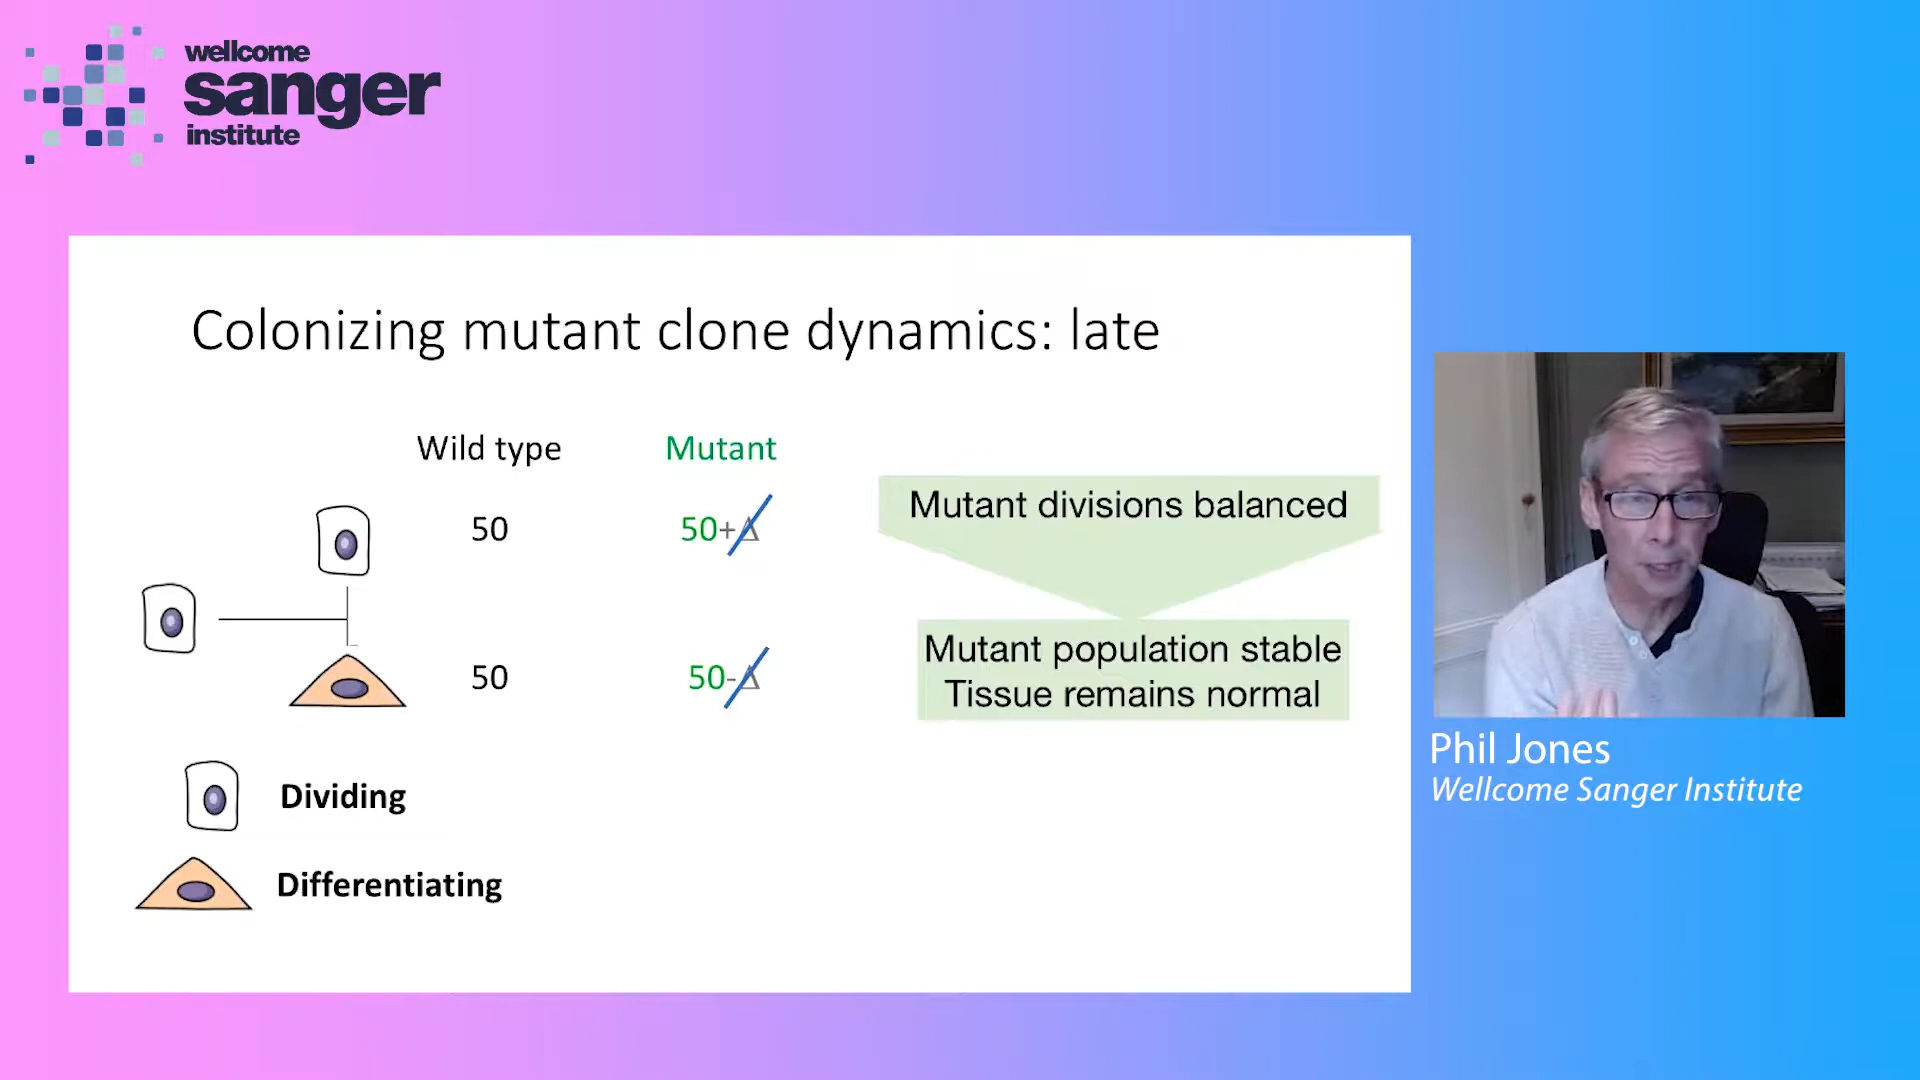 wellcome
sanger
institute
Colonizing mutant clone dynamics: late
Wild type
Mutant
50
50+Δ
Mutant divisions balanced
50
50-Δ
Mutant population stable
Tissue remains normal
Dividing
Differentiating
Phil Jones
Wellcome Sanger Institute